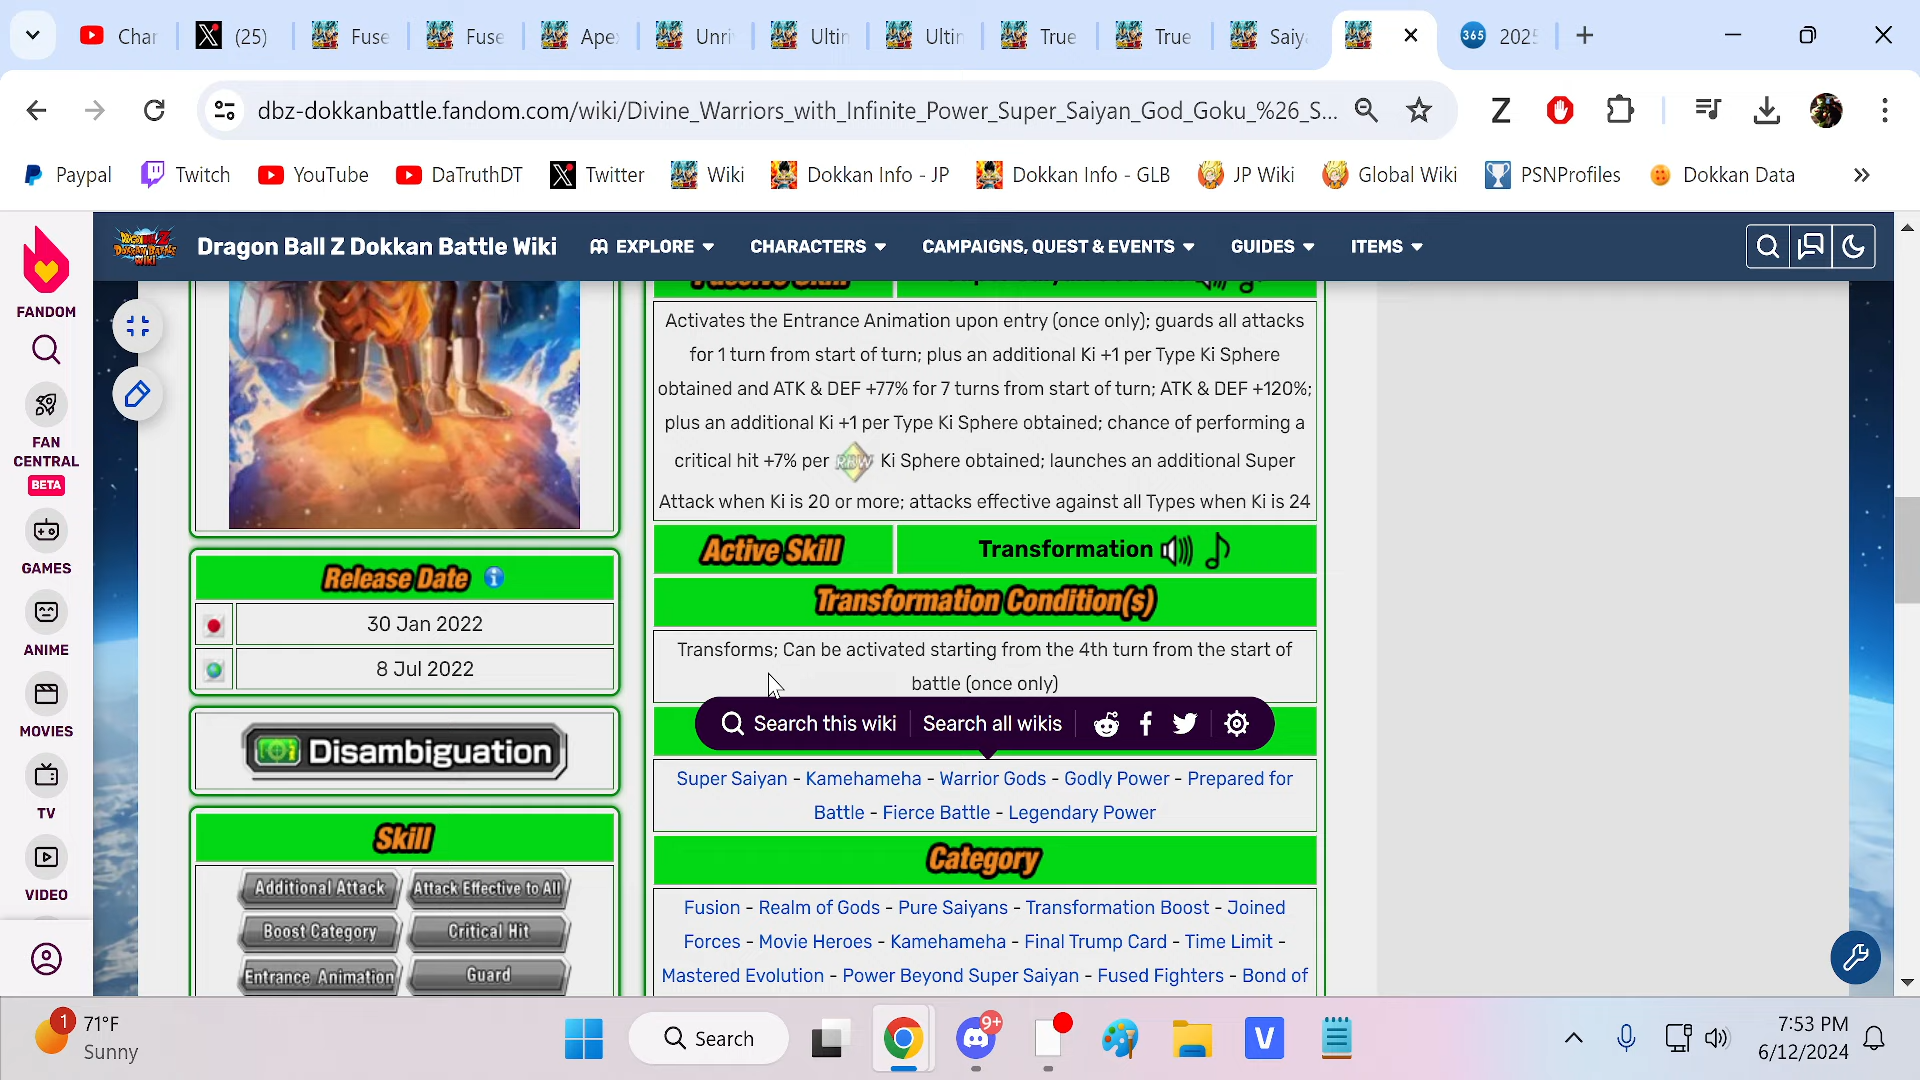 Char
(25)
Fuse
Fuse
Ape
Unri
Ultin
Ultin
True
True
Saiya
365 2025
dbz-dokkanbattle.fandom.com/wiki/Divine_Warriors_with_Infinite_Power_Super_Saiyan_God_Goku_%26_S...
Z
Paypal
Twitch
YouTube
DaTruthDT
Twitter
Wiki
Dokkan Info - JP
Dokkan Info - GLB
JP Wiki
Global Wiki
PSNProfiles
Dokkan Data
»
Dragon Ball Z Dokkan Battle Wiki
EXPLORE
CHARACTERS
CAMPAIGNS, QUEST & EVENTS
GUIDES
ITEMS
FANDOM
FAN
CENTRAL
BETA
GAMES
ANIME
MOVIES
TV
VIDEO
Release Date
30 Jan 2022
8 Jul 2022
Disambiguation
Skill
Additional Attack
Attack Effective to All
Boost Category
Critical Hit
Entrance Animation
Guard
Passive Skill
Activates the Entrance Animation upon entry (once only); guards all attacks
for 1 turn from start of turn; plus an additional Ki +1 per Type Ki Sphere
obtained and ATK & DEF +77% for 7 turns from start of turn; ATK & DEF +120%;
plus an additional Ki +1 per Type Ki Sphere obtained; chance of performing a
critical hit +7% per RBW Ki Sphere obtained; launches an additional Super
Attack when Ki is 20 or more; attacks effective against all Types when Ki is 24
Active Skill
Transformation
Transformation Condition(s)
Transforms; Can be activated starting from the 4th turn from the start of
battle (once only)
Search this wiki
Search all wikis
Super Saiyan - Kamehameha - Warrior Gods - Godly Power - Prepared for
Battle - Fierce Battle - Legendary Power
Category
Fusion - Realm of Gods - Pure Saiyans - Transformation Boost - Joined
Forces - Movie Heroes - Kamehameha - Final Trump Card - Time Limit -
Mastered Evolution - Power Beyond Super Saiyan - Fused Fighters - Bond of
1
71°F
Sunny
Search
9+
V
7:53 PM
6/12/2024